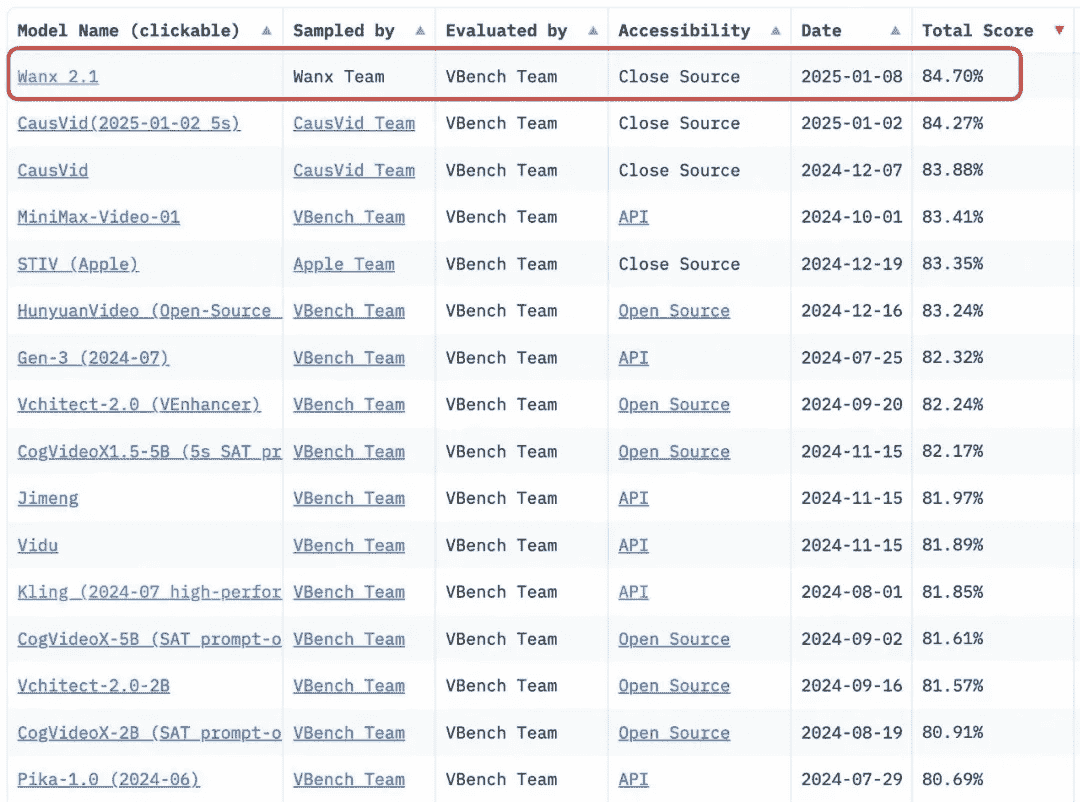 Model Name (clickable) Sampled by Evaluated by Accessibility Date Total Score
Wanx 2.1 Wanx Team VBench Team Close Source 2025-01-08 84.70%
CausVid(2025-01-02 5s) CausVid Team VBench Team Close Source 2025-01-02 84.27%
CausVid CausVid Team VBench Team Close Source 2024-12-07 83.88%
MiniMax-Video-01 VBench Team VBench Team API 2024-10-01 83.41%
STIV (Apple) Apple Team VBench Team Close Source 2024-12-19 83.35%
HunyuanVideo (Open-Source VBench Team VBench Team Open Source 2024-12-16 83.24%
Gen-3 (2024-07) VBench Team VBench Team API 2024-07-25 82.32%
Vchitect-2.0 (VEnhancer) VBench Team VBench Team Open Source 2024-09-20 82.24%
CogVideoX1.5-5B (5s SAT pr VBench Team VBench Team Open Source 2024-11-15 82.17%
Jimeng VBench Team VBench Team API 2024-11-15 81.97%
Vidu VBench Team VBench Team API 2024-11-15 81.89%
Kling (2024-07 high-perfor VBench Team VBench Team API 2024-08-01 81.85%
CogVideoX-5B (SAT prompt-o VBench Team VBench Team Open Source 2024-09-02 81.61%
Vchitect-2.0-2B VBench Team VBench Team Open Source 2024-09-16 81.57%
CogVideoX-2B (SAT prompt-o VBench Team VBench Team Open Source 2024-08-19 80.91%
Pika-1.0 (2024-06) VBench Team VBench Team API 2024-07-29 80.69%